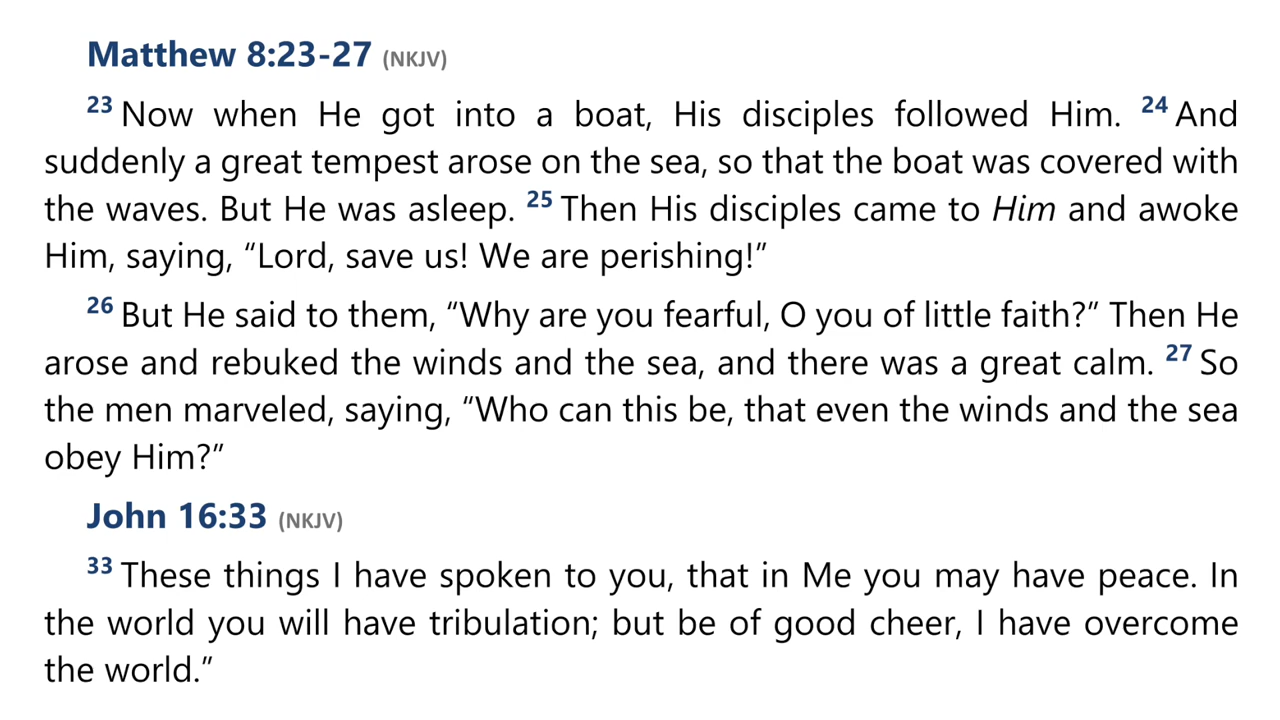 Matthew 8:23-27 (NKJV)
23 Now when He got into a boat, His disciples followed Him. 24 And
suddenly a great tempest arose on the sea, so that the boat was covered with
the waves. But He was asleep. 25 Then His disciples came to Him and awoke
Him, saying, “Lord, save us! We are perishing!”
26 But He said to them, “Why are you fearful, O you of little faith?” Then He
arose and rebuked the winds and the sea, and there was a great calm. 27 So
the men marveled, saying, “Who can this be, that even the winds and the sea
obey Him?”
John 16:33 (NKJV)
33 These things I have spoken to you, that in Me you may have peace. In
the world you will have tribulation; but be of good cheer, I have overcome
the world.”